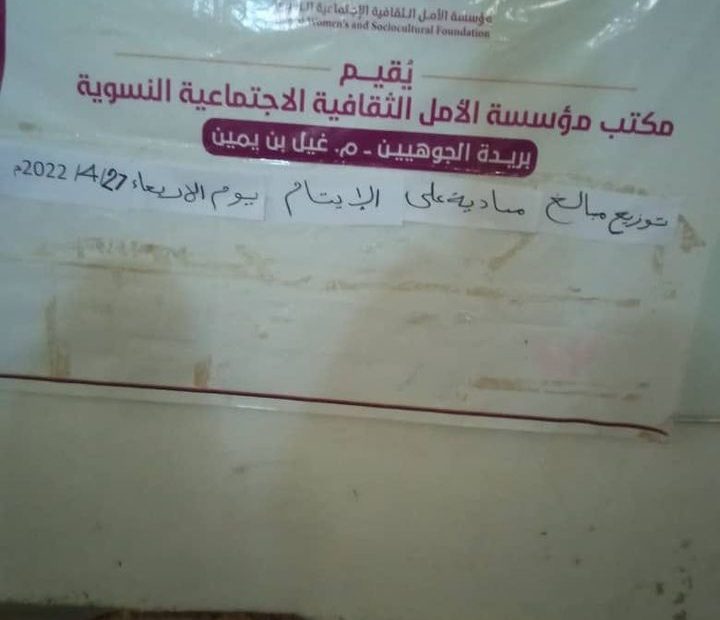 مؤسسة الأمل الثقافية الاجتماعية
Women's and Sociocultural Foundation
يُقيم
مكتب مؤسسة الأمل الثقافية الاجتماعية النسوية
بريدة الجوهيين - م. غيل بن يمين
توزيع مبالغ مادية على الايتام يوم الاربعاء 27/4/2022م